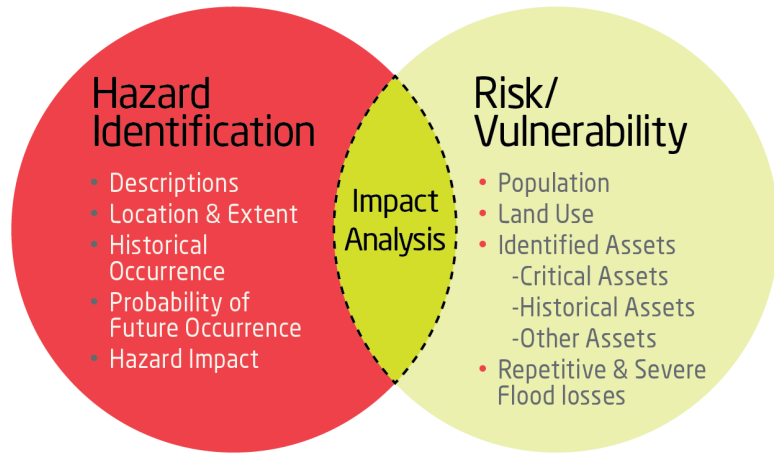 Hazard
Identification
• Descriptions
• Location & Extent
• Historical
Occurrence
• Probability of
Future Occurrence
• Hazard Impact
Impact
Analysis
Risk/
Vulnerability
• Population
• Land Use
• Identified Assets
-Critical Assets
-Historical Assets
-Other Assets
• Repetitive & Severe
Flood losses